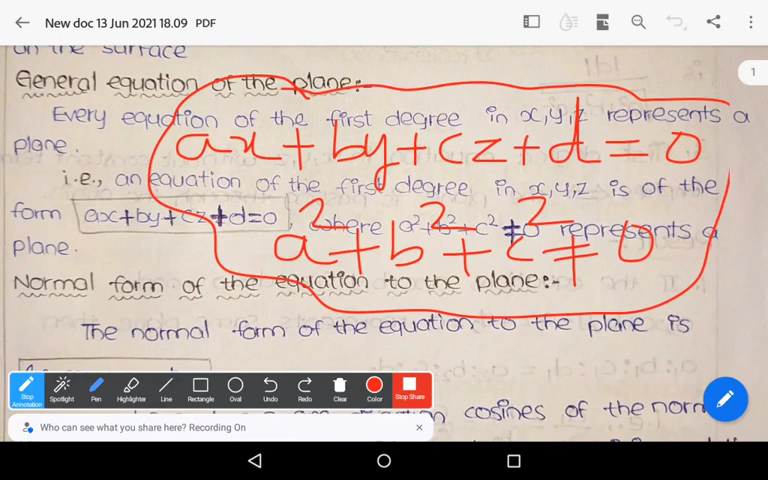 New doc 13 Jun 2021 18.09 PDF
on the surface
1
General equation of the plane:-
Every equation of the first degree in x,y,z represents a
plane.
ax+by+cz+d=0
i.e., an equation of the first degree in x,y,z is of the
form ax+by+cz+d=0, where a²+b²+c²≠0 represents a
a²+b²+c²≠0
plane.
Normal form of the equation to the plane:-
The normal form of the equation to the plane is
Stop Annotation Spotlight Pen Highlighter Line Rectangle Oval Undo Redo Clear Color Stop Share
cosines of the norm
Who can see what you share here? Recording On